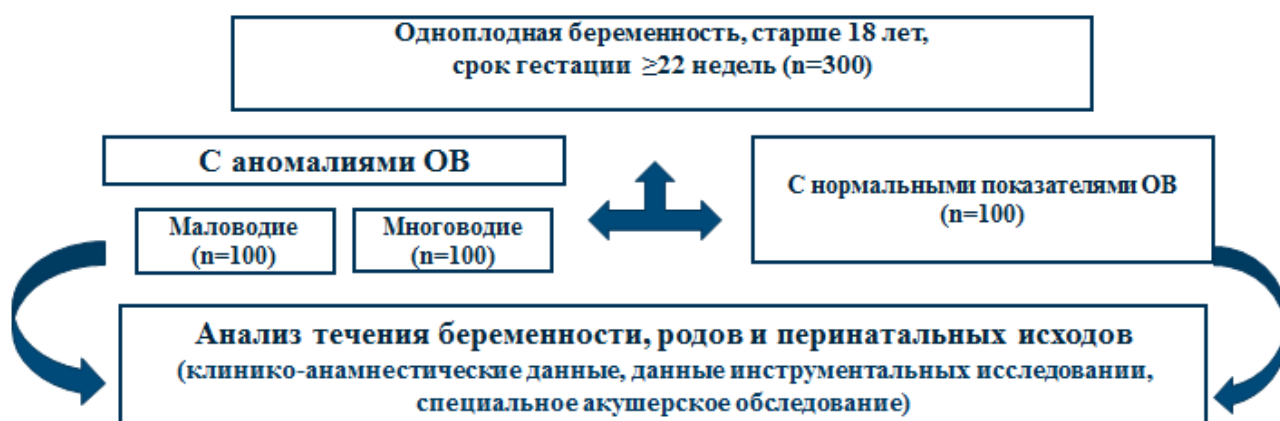 Одноплодная беременность, старше 18 лет,
срок гестации ≥22 недель (n=300)
С аномалиями ОВ
С нормальными показателями ОВ
(n=100)
Маловодие
(n=100)
Многоводие
(n=100)
Анализ течения беременности, родов и перинатальных исходов
(клинико-анамнестические данные, данные инструментальных исследовании,
специальное акушерское обследование)